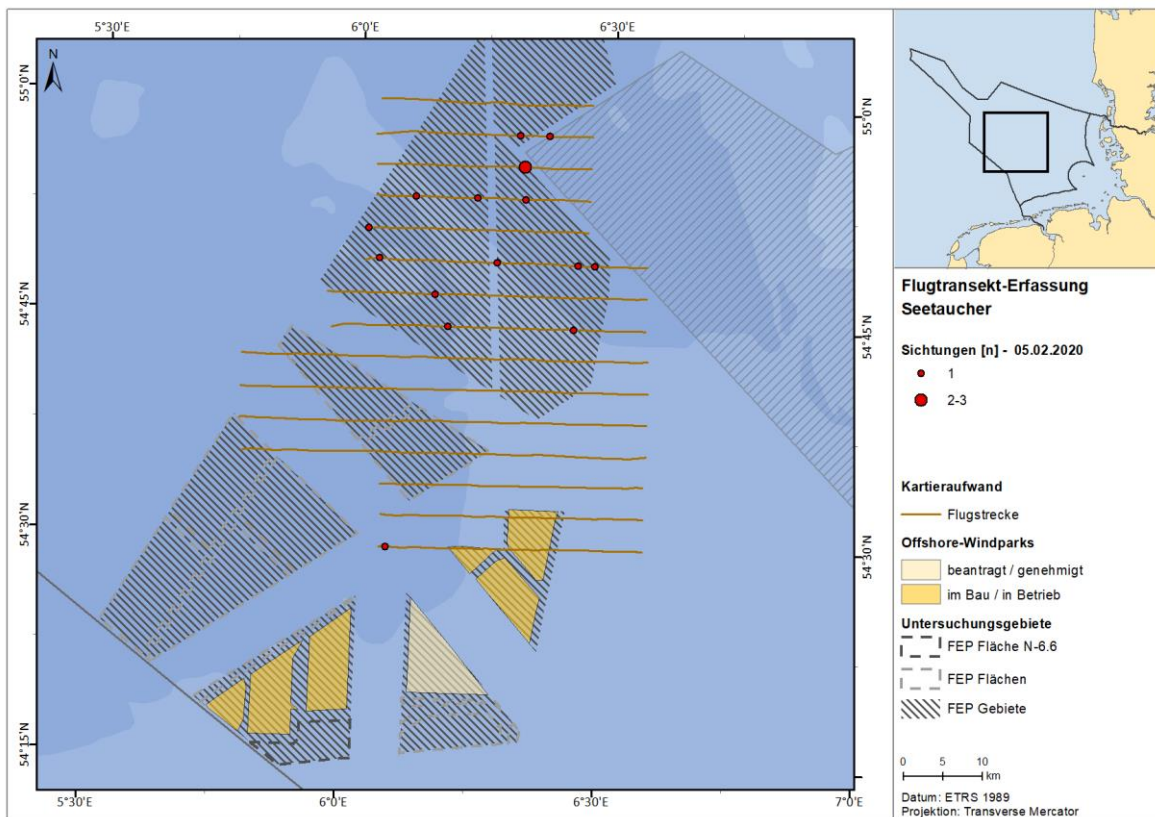 5°30'E
6°0'E
6°30'E
N
55°0'N
54°45'N
54°30'N
54°15'N
55°0'N
54°45'N
54°30'N
5°30'E
6°0'E
6°30'E
7°0'E
Flugtransekt-Erfassung
Seetaucher
Sichtungen [n] - 05.02.2020
1
2-3
Kartieraufwand
Flugstrecke
Offshore-Windparks
beantragt / genehmigt
im Bau / in Betrieb
Untersuchungsgebiete
FEP Fläche N-6.6
FEP Flächen
FEP Gebiete
0 5 10
km
Datum: ETRS 1989
Projektion: Transverse Mercator